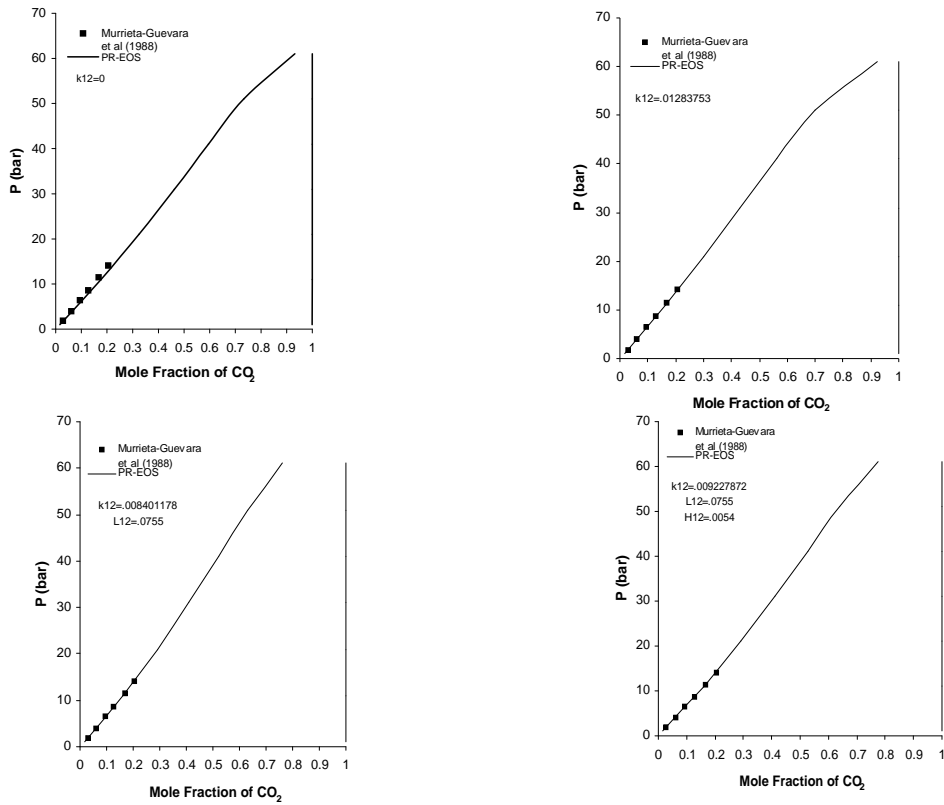 70
60
50
40
30
20
10
0
P (bar)
Murrieta-Guevara
et al (1988)
PR-EOS
k12=0
0 0.1 0.2 0.3 0.4 0.5 0.6 0.7 0.8 0.9 1
Mole Fraction of CO2
70
60
50
40
30
20
10
0
P (bar)
Murrieta-Guevara
et al (1988)
PR-EOS
k12=.01283753
0 0.1 0.2 0.3 0.4 0.5 0.6 0.7 0.8 0.9 1
Mole Fraction of CO2
70
60
50
40
30
20
10
0
P (bar)
Murrieta-Guevara
et al (1988)
PR-EOS
k12=.008401178
L12=.0755
0 0.1 0.2 0.3 0.4 0.5 0.6 0.7 0.8 0.9 1
Mole Fraction of CO2
70
60
50
40
30
20
10
0
P (bar)
Murrieta-Guevara
et al (1988)
PR-EOS
k12=.009227872
L12=.0755
H12=.0054
0 0.1 0.2 0.3 0.4 0.5 0.6 0.7 0.8 0.9 1
Mole Fraction of CO2